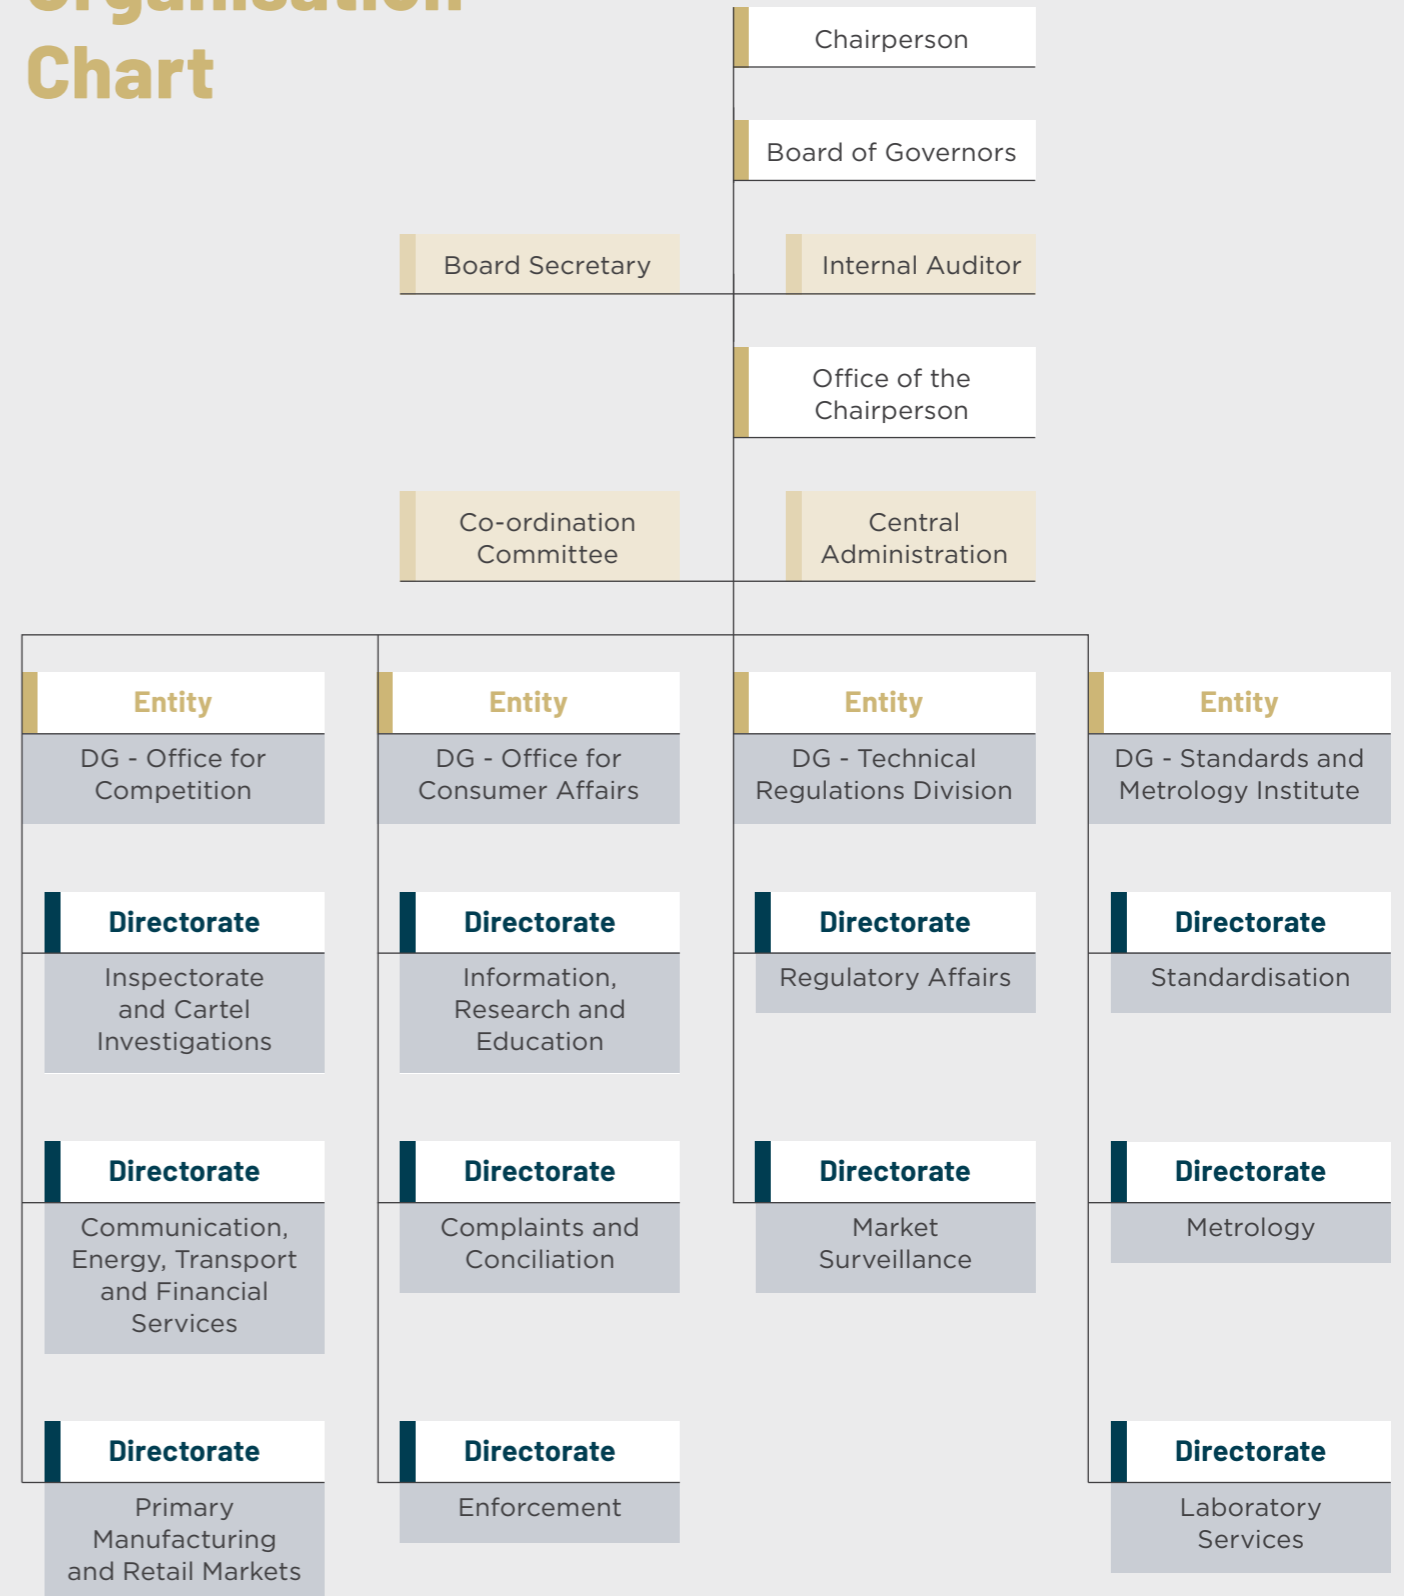 Organisation
Chart
Chairperson
Board of Governors
Board Secretary
Internal Auditor
Office of the
Chairperson
Co-ordination
Committee
Central
Administration
Entity
DG - Office for
Competition
Entity
DG - Office for
Consumer Affairs
Entity
DG - Technical
Regulations Division
Entity
DG - Standards and
Metrology Institute
Directorate
Inspectorate
and Cartel
Investigations
Directorate
Information,
Research and
Education
Directorate
Regulatory Affairs
Directorate
Standardisation
Directorate
Communication,
Energy, Transport
and Financial
Services
Directorate
Complaints and
Conciliation
Directorate
Market
Surveillance
Directorate
Metrology
Directorate
Primary
Manufacturing
and Retail Markets
Directorate
Enforcement
Directorate
Laboratory
Services